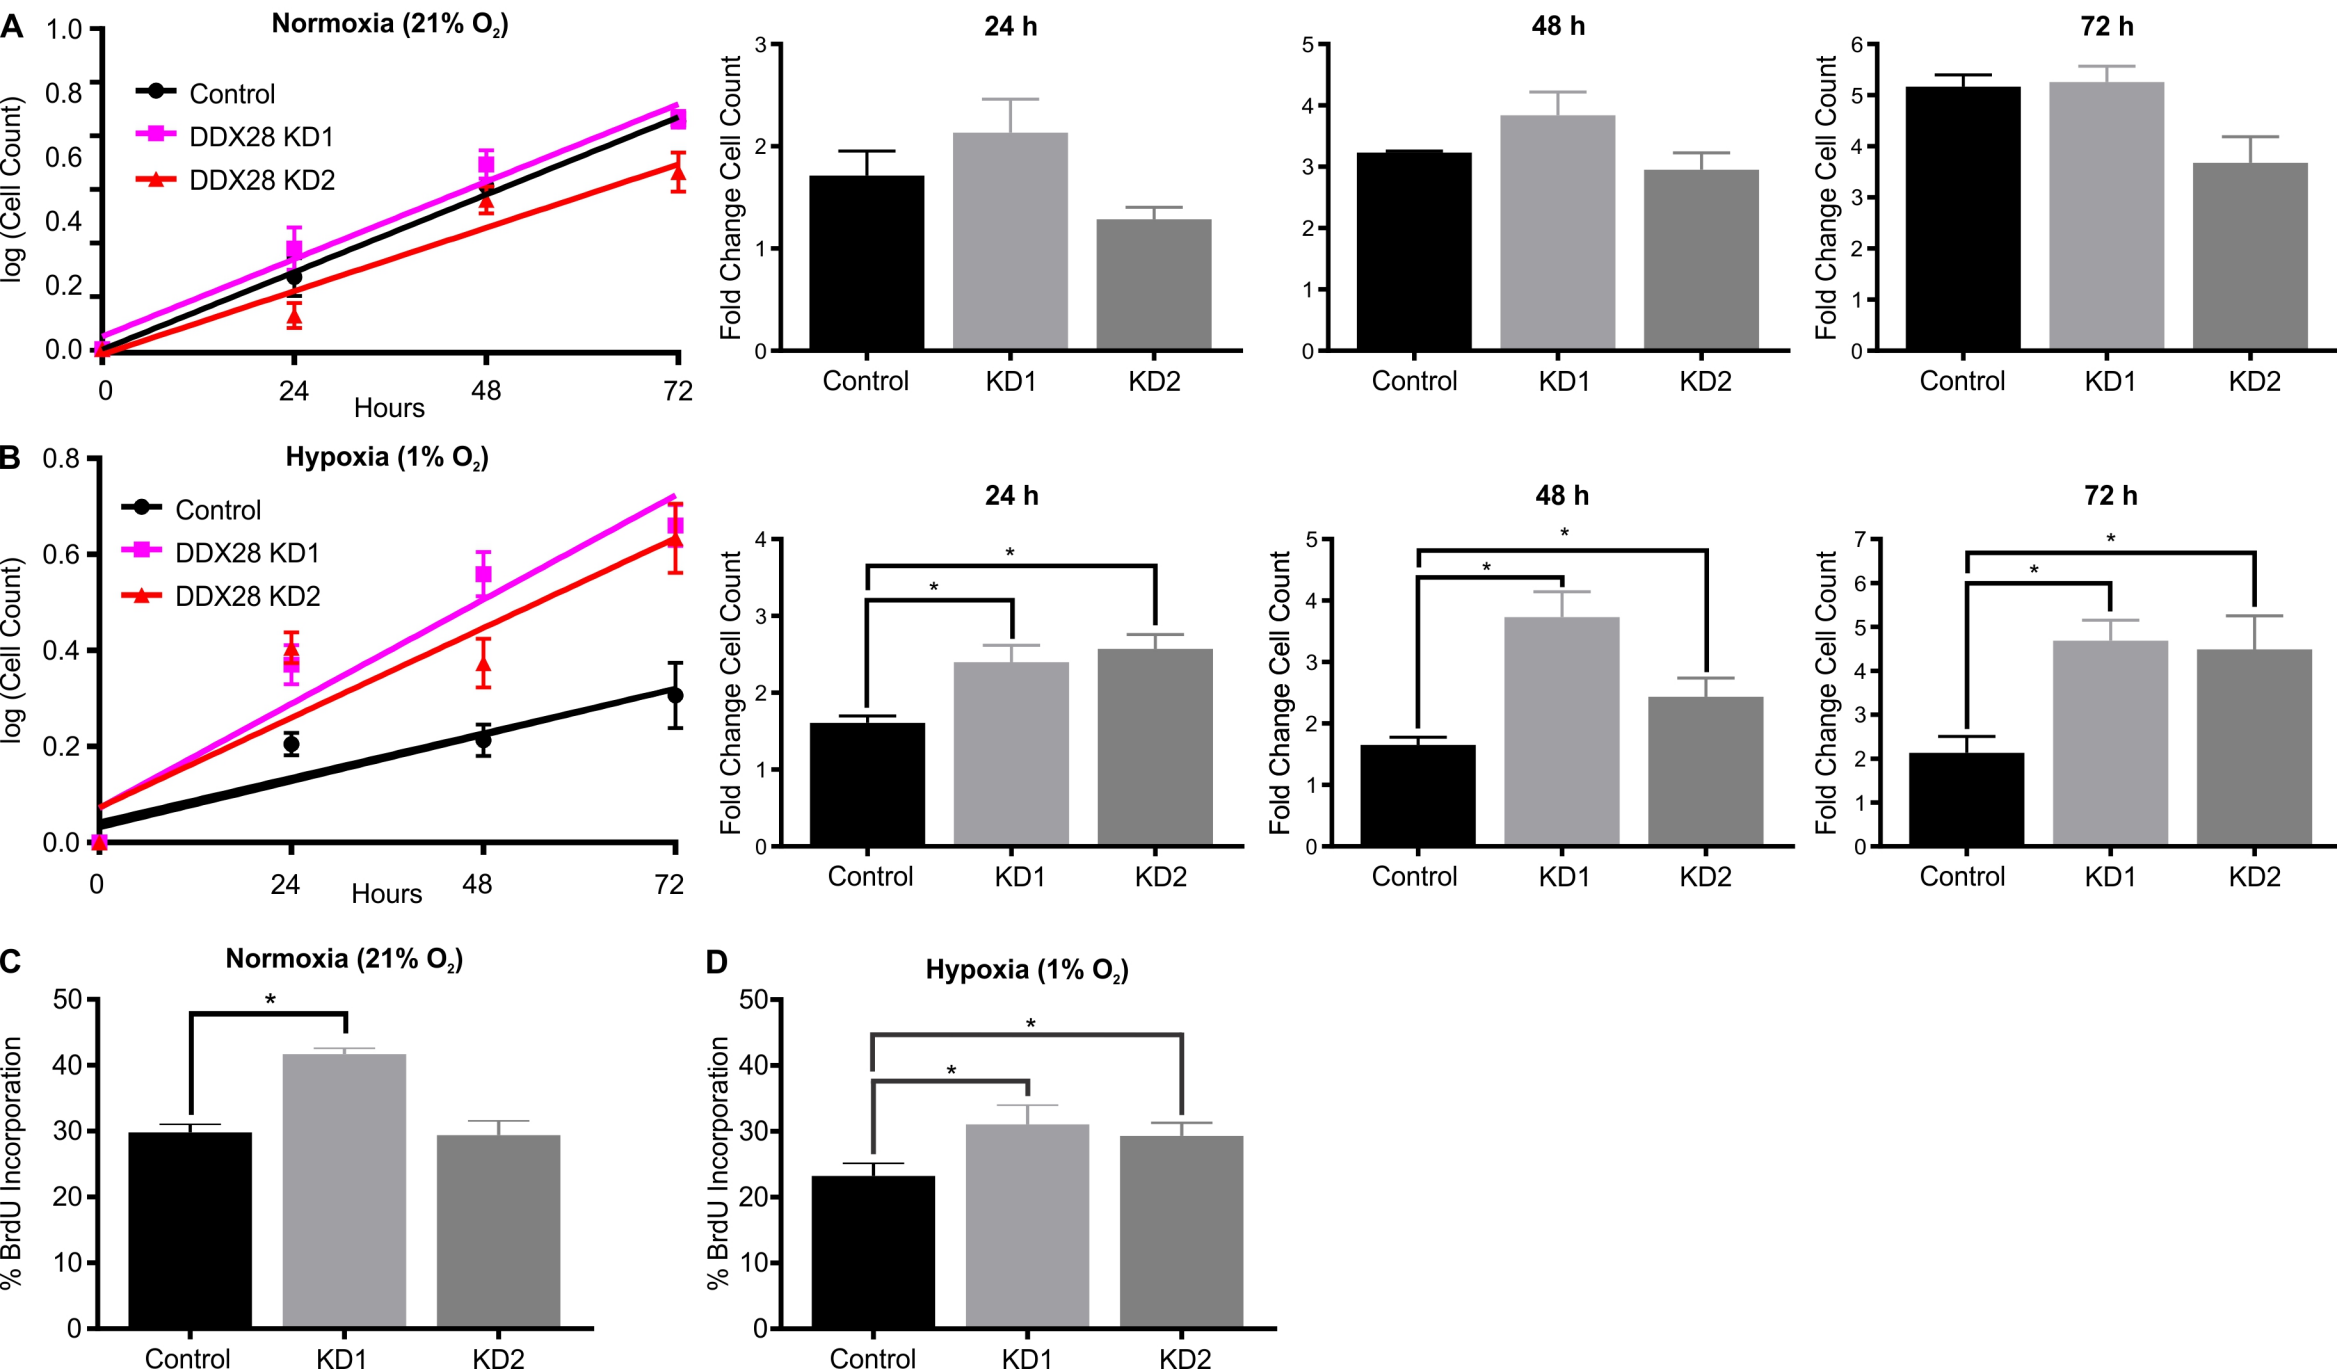 A
Normoxia (21% O2)
1.0
0.8
0.6
0.4
0.2
0.0
log (Cell Count)
Control
DDX28 KD1
DDX28 KD2
0 24 48 72
Hours
24 h
Fold Change Cell Count
3
2
1
0
Control KD1 KD2
48 h
Fold Change Cell Count
5
4
3
2
1
0
Control KD1 KD2
72 h
Fold Change Cell Count
6
5
4
3
2
1
0
Control KD1 KD2
B
Hypoxia (1% O2)
0.8
0.6
0.4
0.2
0.0
log (Cell Count)
Control
DDX28 KD1
DDX28 KD2
0 24 48 72
Hours
24 h
Fold Change Cell Count
4
3
2
1
0
*
*
Control KD1 KD2
48 h
Fold Change Cell Count
5
4
3
2
1
0
*
*
Control KD1 KD2
72 h
Fold Change Cell Count
7
6
5
4
3
2
1
0
*
*
Control KD1 KD2
C
Normoxia (21% O2)
% BrdU Incorporation
50
40
30
20
10
0
*
Control KD1 KD2
D
Hypoxia (1% O2)
% BrdU Incorporation
50
40
30
20
10
0
*
*
Control KD1 KD2